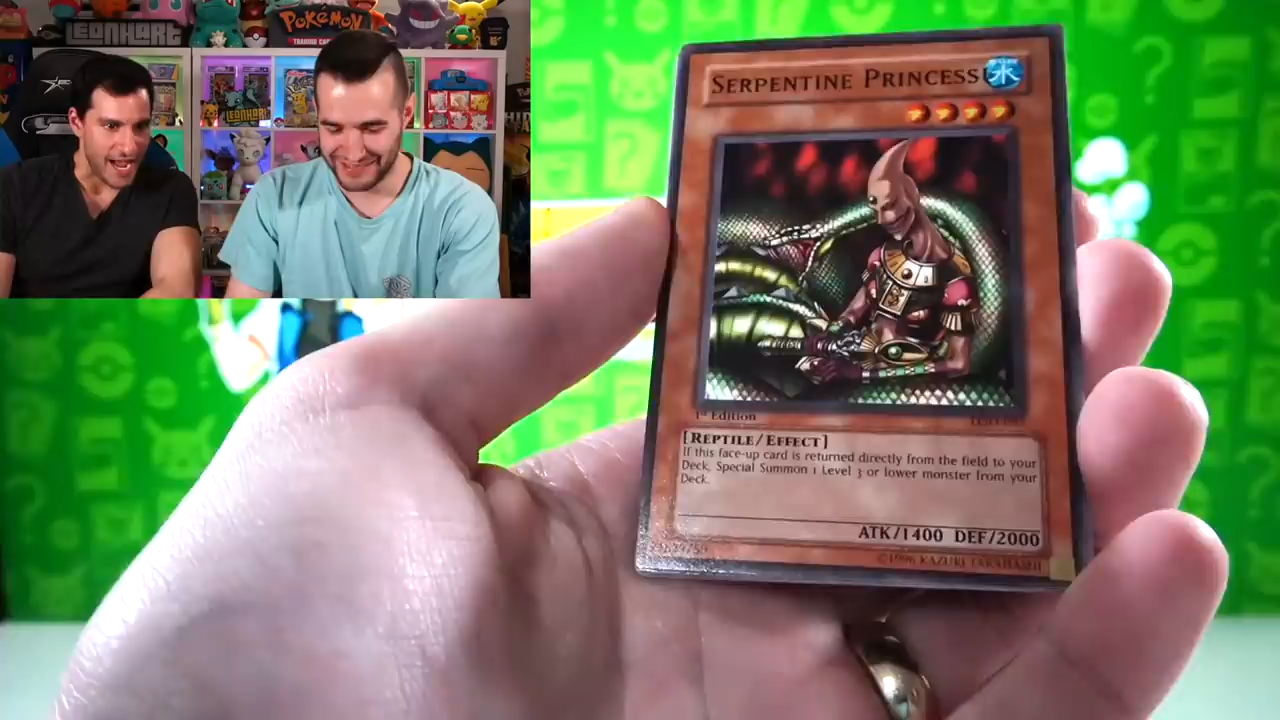 LEONHART
Pokémon
LEONHART
SERPENTINE PRINCESS
水
1st Edition
[REPTILE/EFFECT]
If this face-up card is returned directly from the field to your
Deck, Special Summon 1 Level 3 or lower monster from your
Deck.
ATK/1400 DEF/2000
©1996 KAZUKI TAKAHASHI